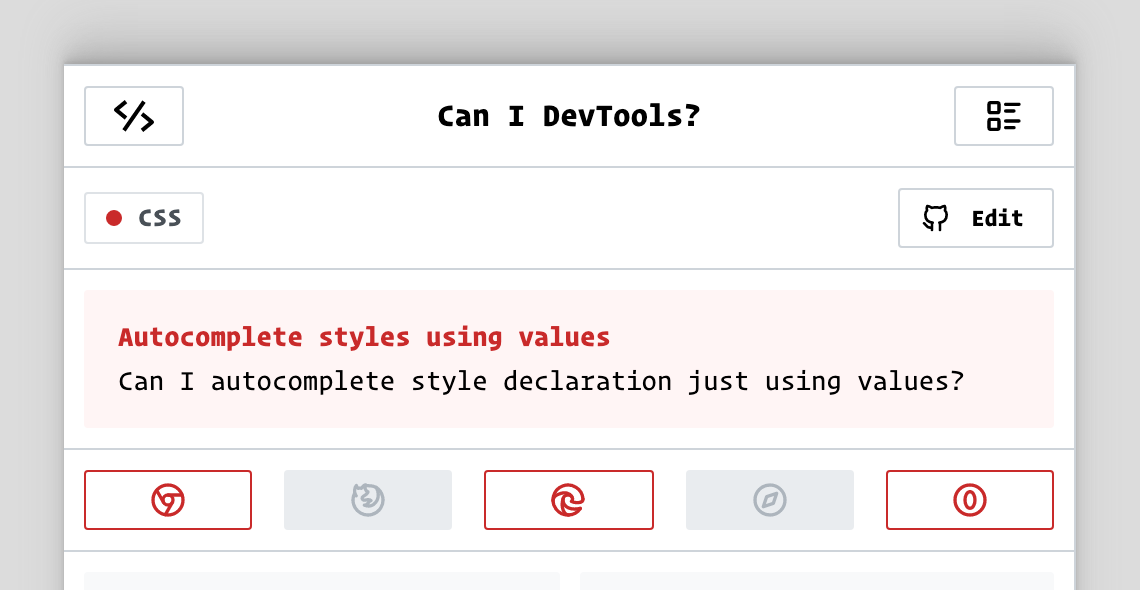 Can I DevTools?
CSS
Edit
Autocomplete styles using values
Can I autocomplete style declaration just using values?